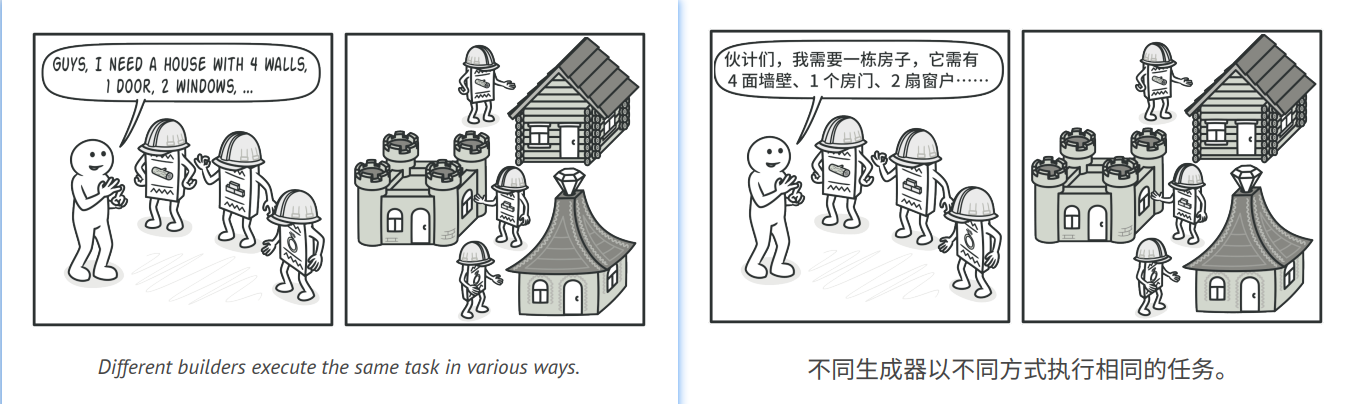 GUYS, I NEED A HOUSE WITH 4 WALLS,
1 DOOR, 2 WINDOWS, ...
Different builders execute the same task in various ways.
伙计们，我需要一栋房子，它需有
4 面墙壁、1 个房门、2 扇窗户……
不同生成器以不同方式执行相同的任务。